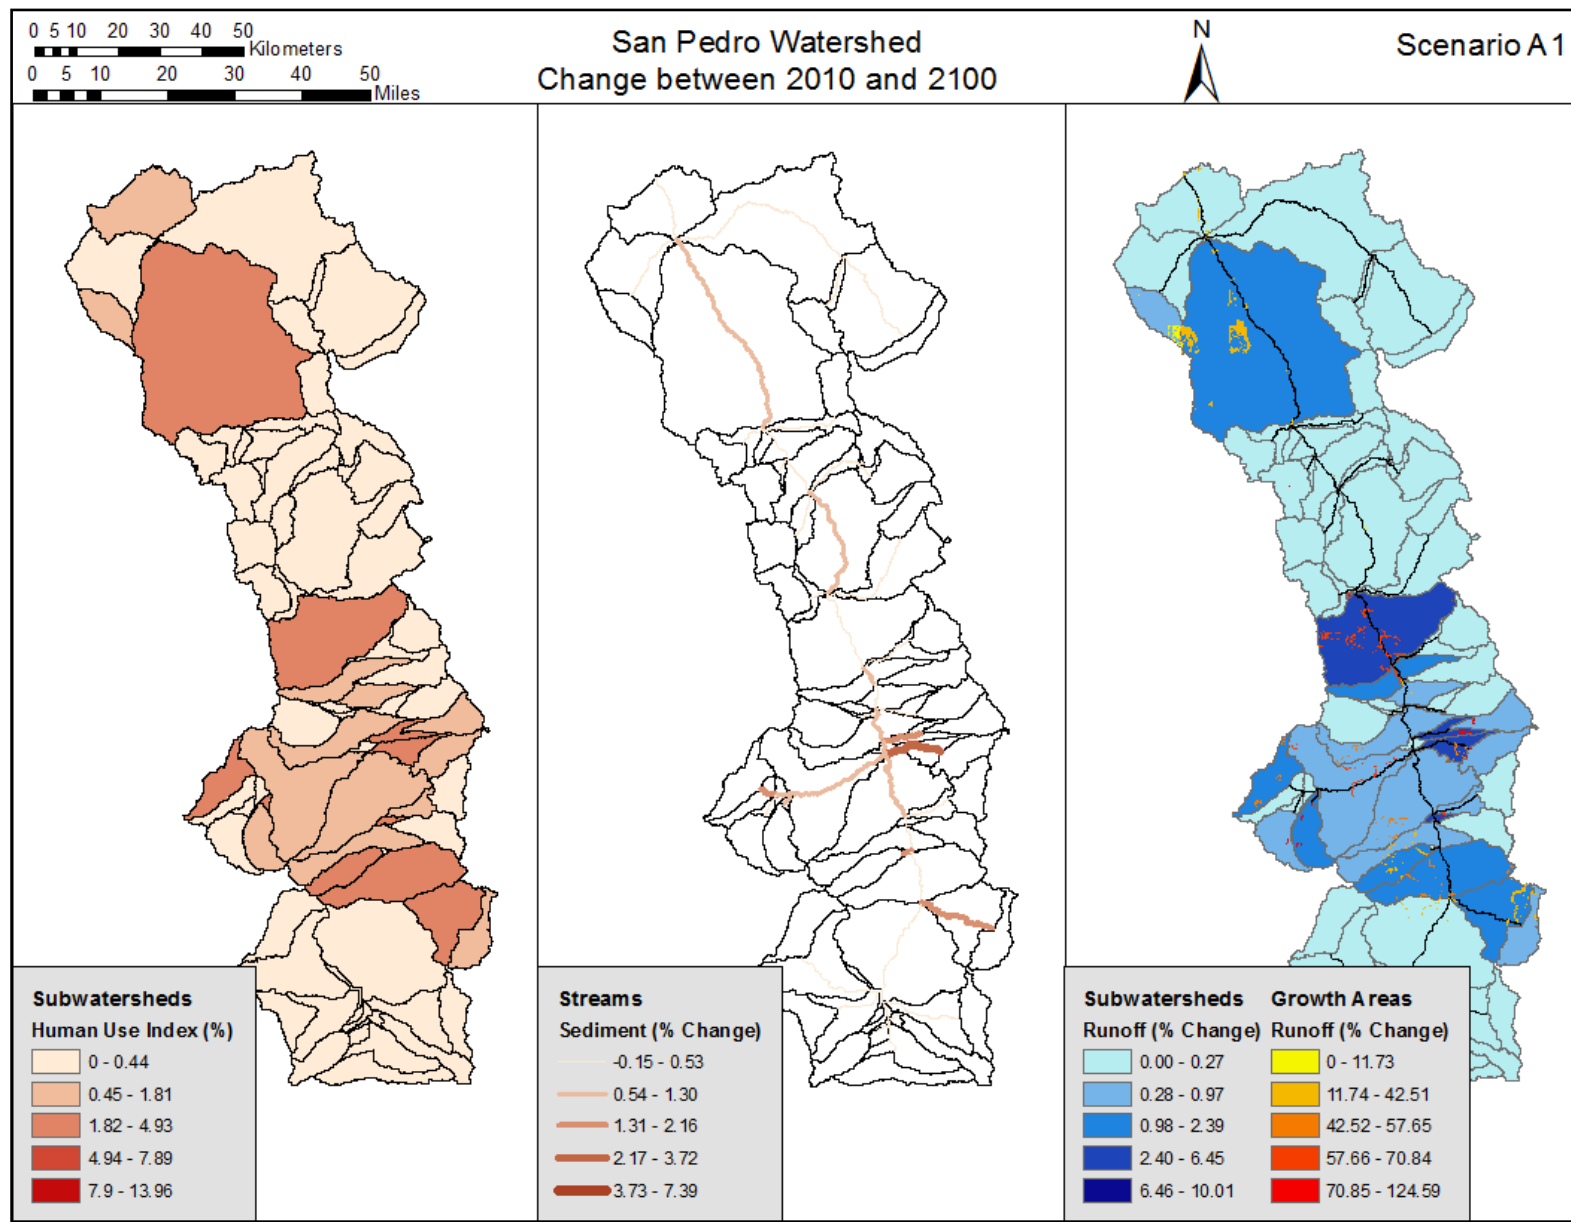 0 5 10 20 30 40 50
Kilometers
0 5 10 20 30 40 50
Miles
San Pedro Watershed
Change between 2010 and 2100
N
Scenario A1
Subwatersheds
Human Use Index (%)
0 - 0.44
0.45 - 1.81
1.82 - 4.93
4.94 - 7.89
7.9 - 13.96
Streams
Sediment (% Change)
-0.15 - 0.53
0.54 - 1.30
1.31 - 2.16
2.17 - 3.72
3.73 - 7.39
Subwatersheds
Runoff (% Change)
0.00 - 0.27
0.28 - 0.97
0.98 - 2.39
2.40 - 6.45
6.46 - 10.01
Growth Areas
Runoff (% Change)
0 - 11.73
11.74 - 42.51
42.52 - 57.65
57.66 - 70.84
70.85 - 124.59